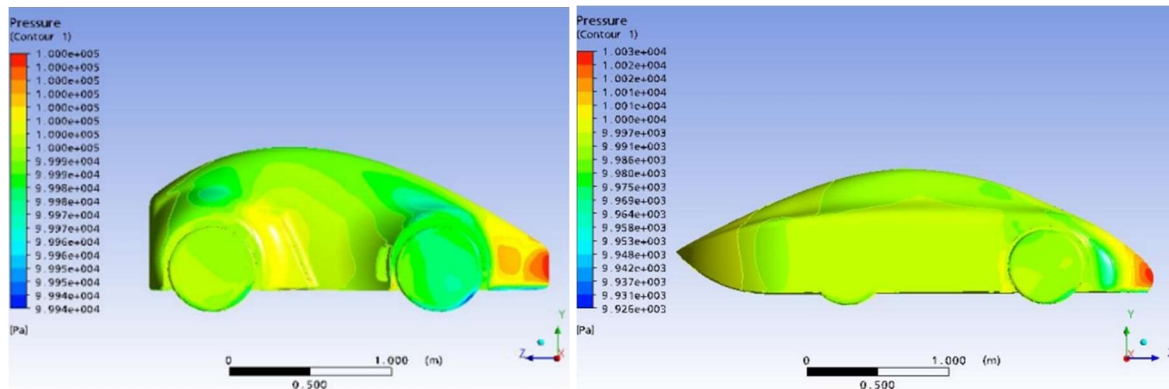 Pressure
(Contour 1)
1.000e+005
1.000e+005
1.000e+005
1.000e+005
1.000e+005
1.000e+005
9.999e+004
9.999e+004
9.998e+004
9.998e+004
9.997e+004
9.997e+004
9.996e+004
9.996e+004
9.995e+004
9.995e+004
9.994e+004
9.994e+004
[Pa]
0 1.000 (m)
0.500
Y
Z X
Pressure
(Contour 1)
1.003e+004
1.002e+004
1.002e+004
1.001e+004
1.001e+004
1.000e+004
9.997e+003
9.991e+003
9.986e+003
9.980e+003
9.975e+003
9.969e+003
9.964e+003
9.958e+003
9.953e+003
9.948e+003
9.942e+003
9.937e+003
9.931e+003
9.926e+003
[Pa]
0 1.000 (m)
0.500
Y
X Z